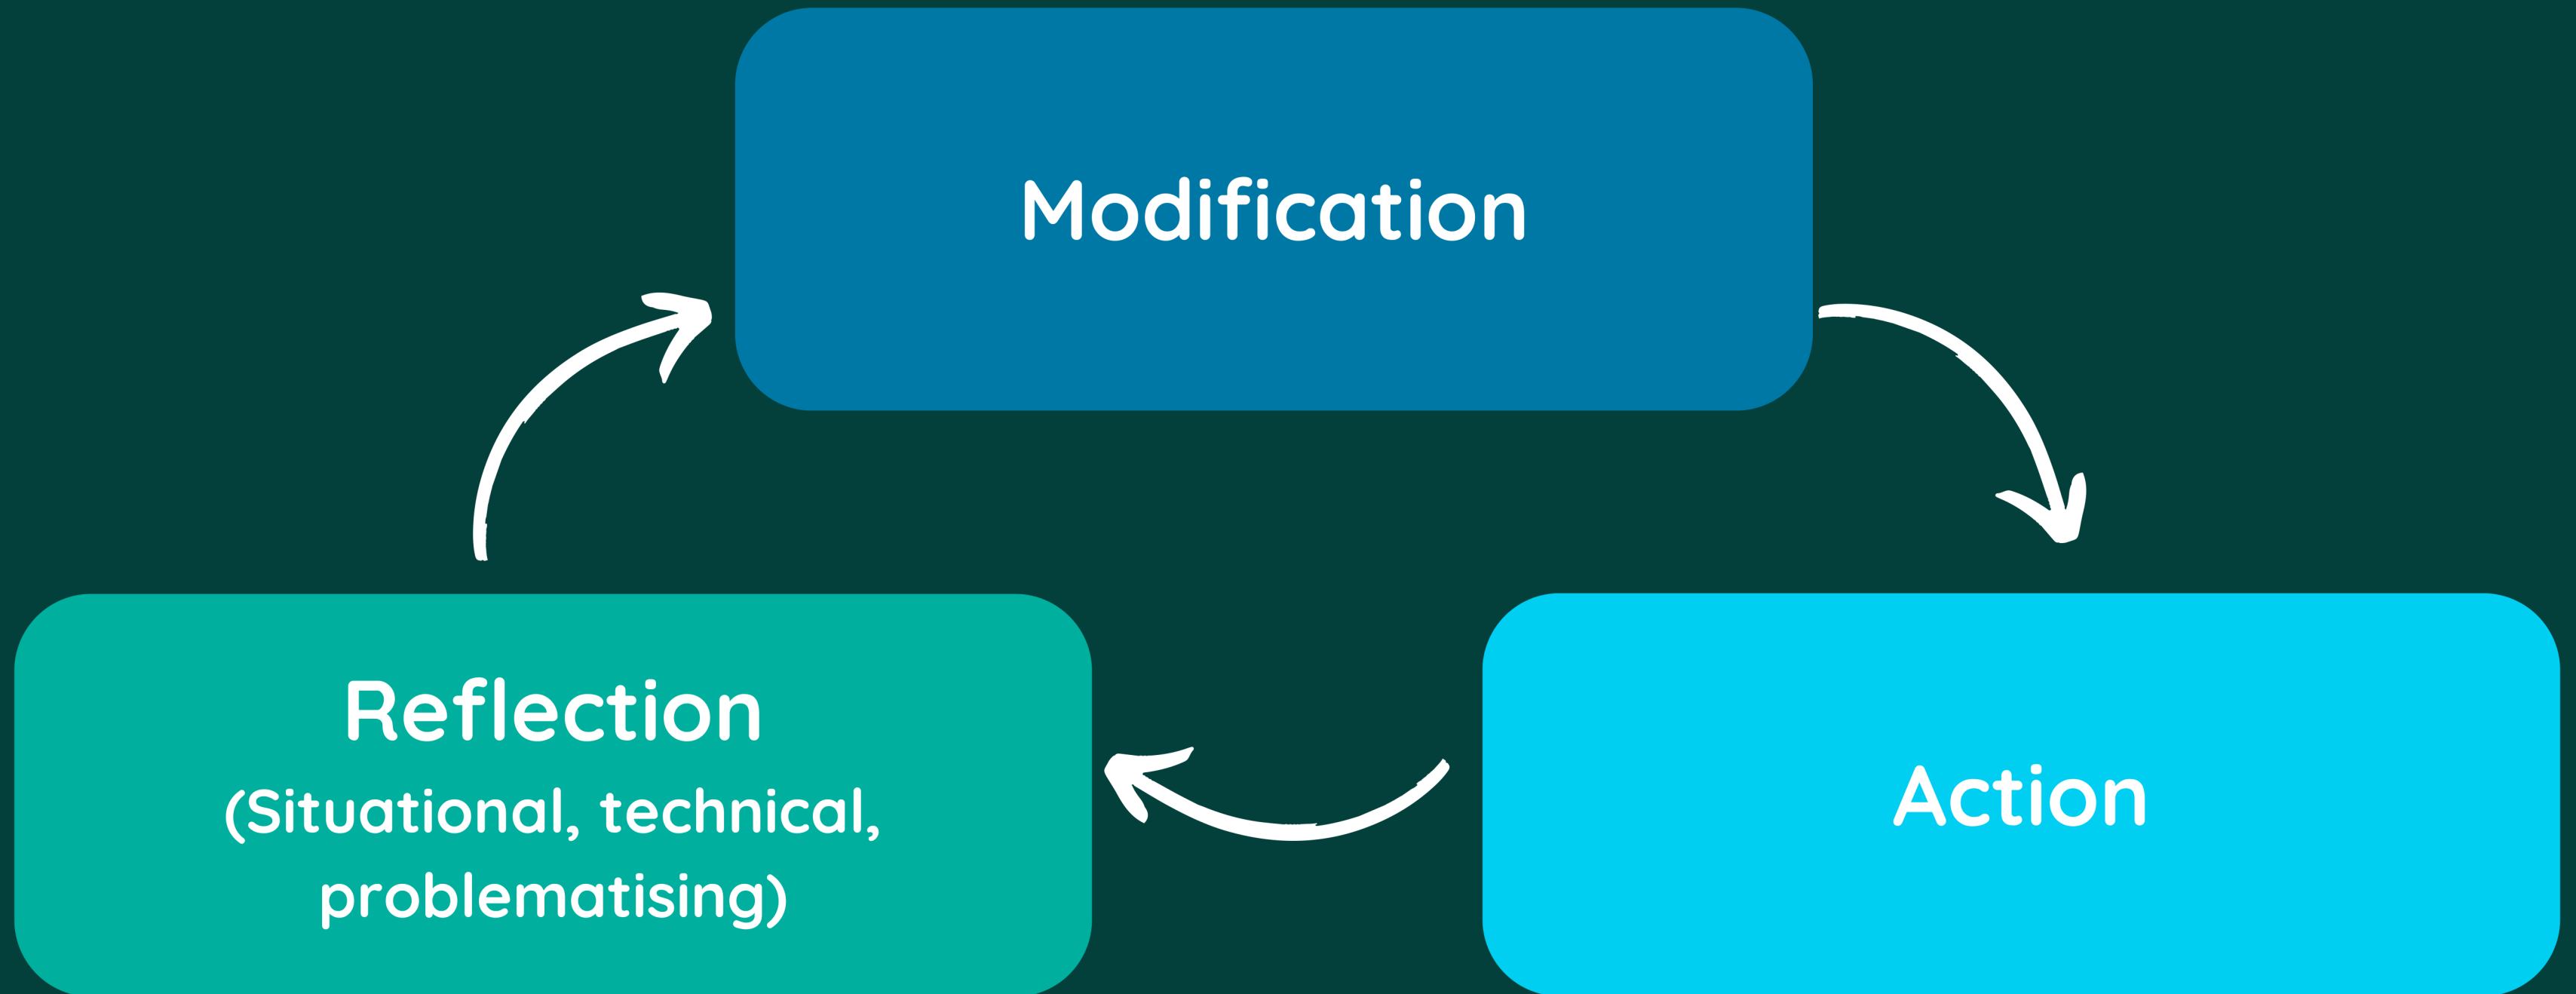 Modification
Reflection
(Situational, technical,
problematising)
Action